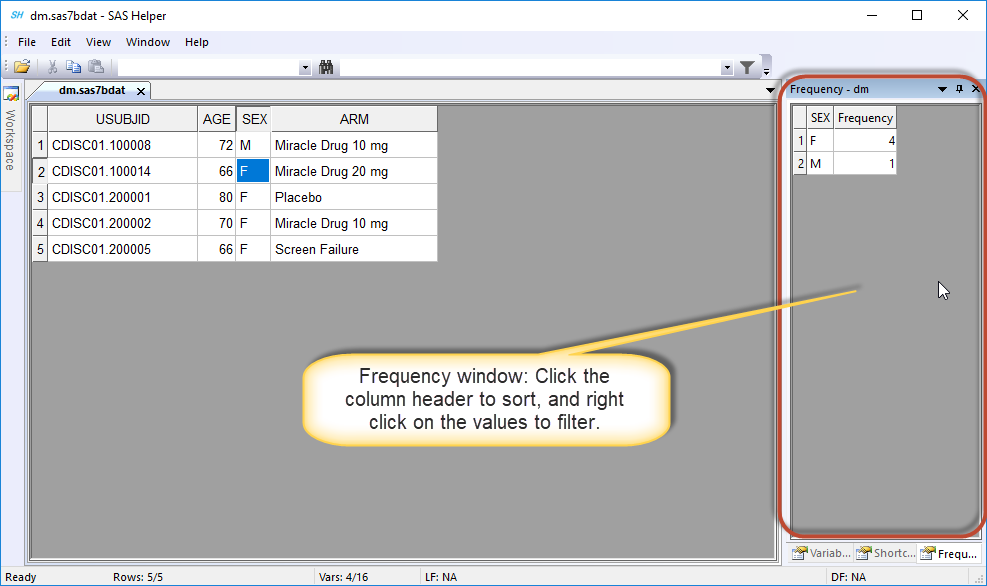 SH dm.sas7bdat - SAS Helper
File Edit View Window Help
dm.sas7bdat
Frequency - dm
Workspace
USUBJID AGE SEX ARM
1 CDISC01.100008 72 M Miracle Drug 10 mg
2 CDISC01.100014 66 F Miracle Drug 20 mg
3 CDISC01.200001 80 F Placebo
4 CDISC01.200002 70 F Miracle Drug 10 mg
5 CDISC01.200005 66 F Screen Failure
SEX Frequency
1 F 4
2 M 1
Frequency window: Click the
column header to sort, and right
click on the values to filter.
Variab... Shortc... Frequ...
Ready Rows: 5/5 Vars: 4/16 LF: NA DF: NA